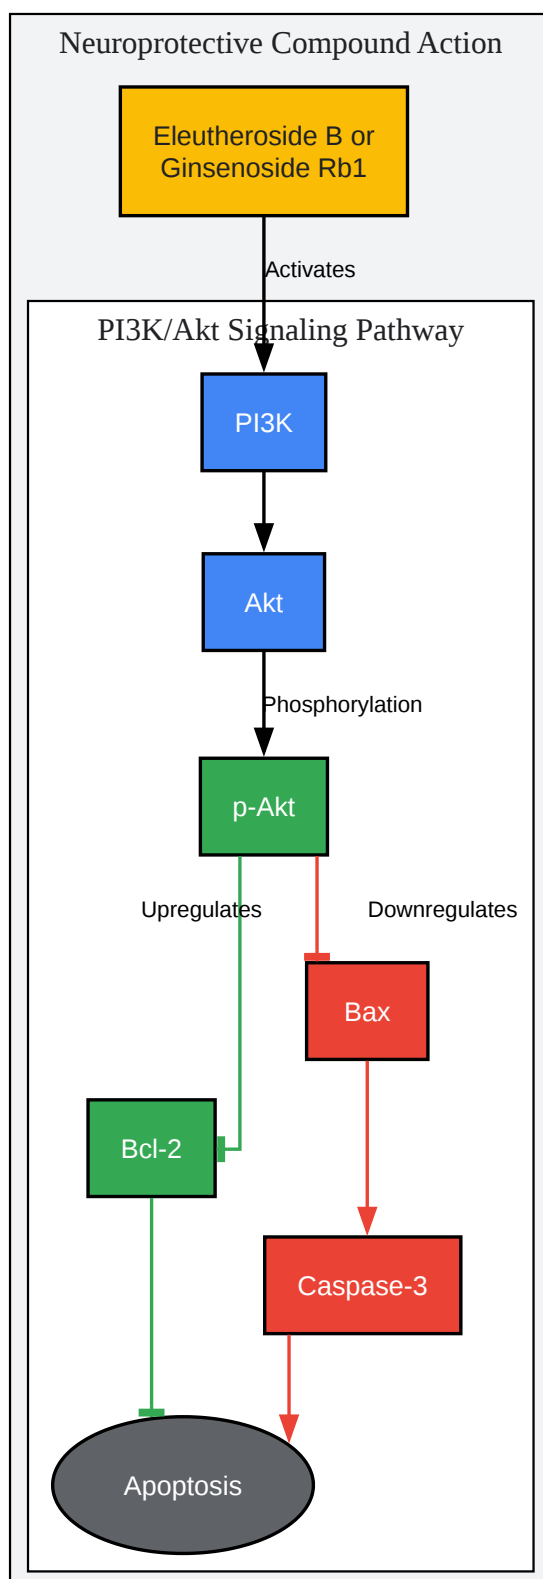 Neuroprotective Compound Action
Eleutheroside B or
Ginsenoside Rb1
Activates
PI3K/Akt Signaling Pathway
PI3K
Akt
Phosphorylation
p-Akt
Upregulates
Downregulates
Bax
Bcl-2
Caspase-3
Apoptosis